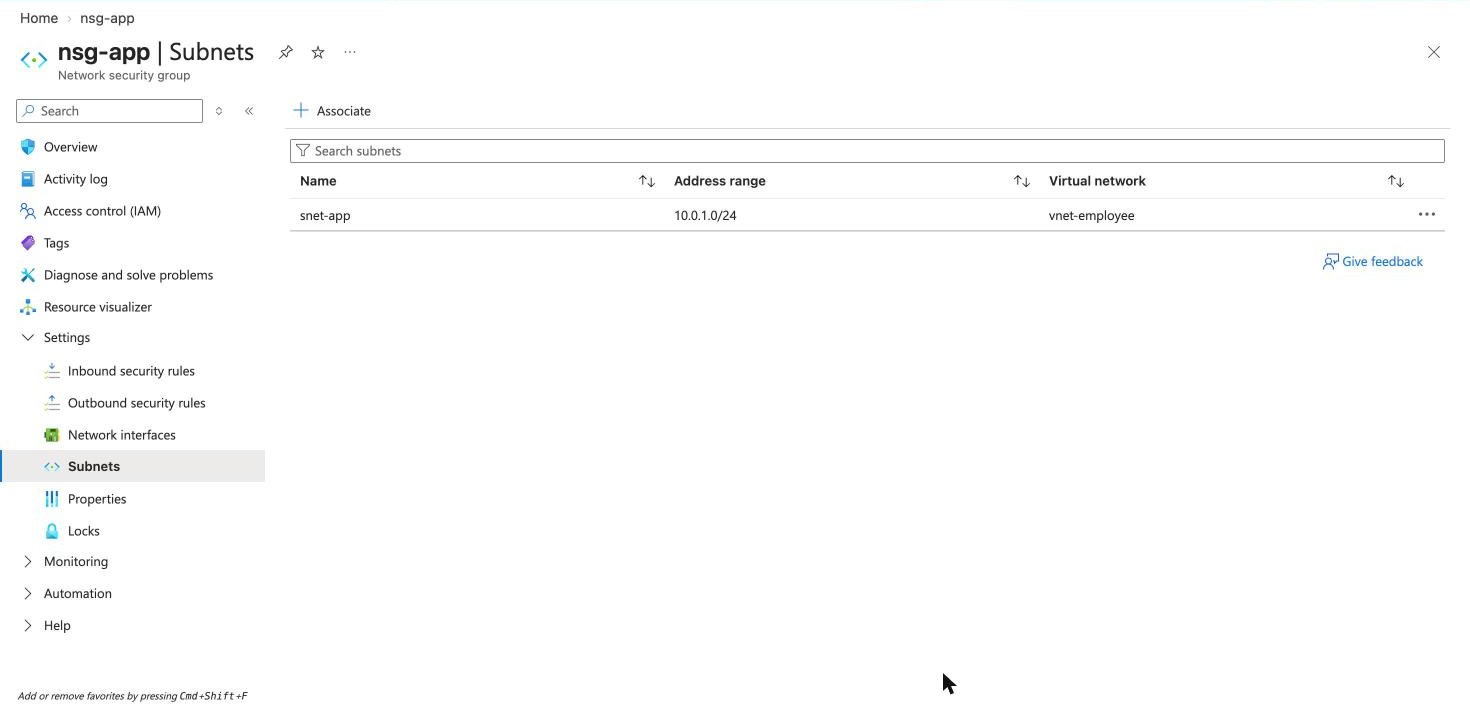 Home > nsg-app
nsg-app | Subnets
Network security group
Search
Associate
Overview
Activity log
Access control (IAM)
Tags
Diagnose and solve problems
Resource visualizer
Settings
Inbound security rules
Outbound security rules
Network interfaces
Subnets
Properties
Locks
Monitoring
Automation
Help
Search subnets
Name Address range Virtual network
snet-app 10.0.1.0/24 vnet-employee
Give feedback
Add or remove favorites by pressing Cmd+Shift+F